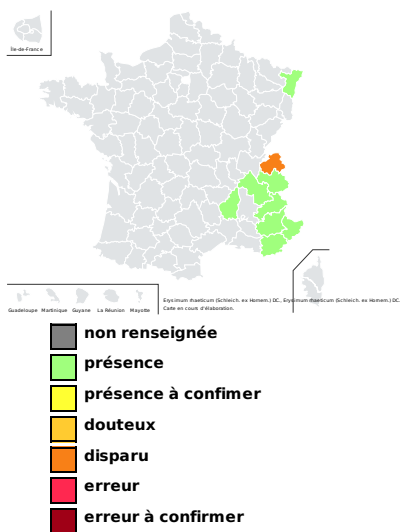 Île-de-France
Guadeloupe Martinique Guyane La Réunion Mayotte
Erysimum rhaeticum (Schleich. ex Hornem.) DC., Erysimum rhaeticum (Schleich. ex Hornem.) DC.
Carte en cours d'élaboration.
non renseignée
présence
présence à confimer
douteux
disparu
erreur
erreur à confirmer